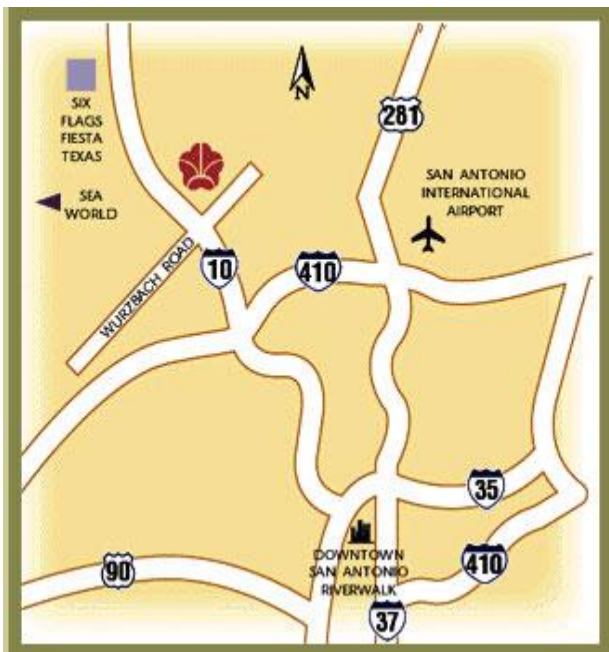 N
281
SIX
FLAGS
FIESTA
TEXAS
SAN ANTONIO
INTERNATIONAL
AIRPORT
SEA
WORLD
WURZBACH ROAD
10
410
35
DOWNTOWN
SAN ANTONIO
RIVERWALK
410
90
37